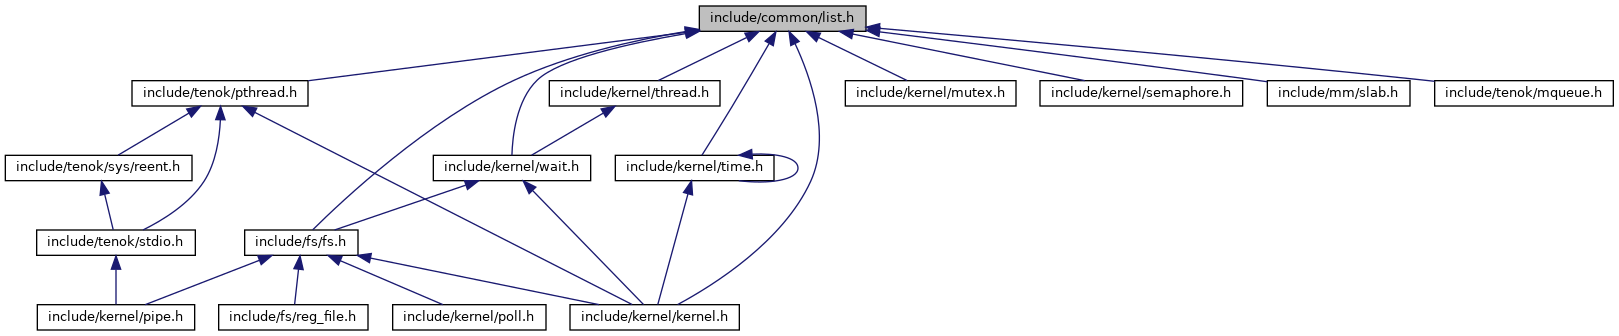 include/common/list.h
include/tenok/pthread.h
include/kernel/thread.h
include/kernel/mutex.h
include/kernel/semaphore.h
include/mm/slab.h
include/tenok/mqueue.h
include/tenok/sys/reent.h
include/kernel/wait.h
include/kernel/time.h
include/tenok/stdio.h
include/fs/fs.h
include/kernel/pipe.h
include/fs/reg_file.h
include/kernel/poll.h
include/kernel/kernel.h